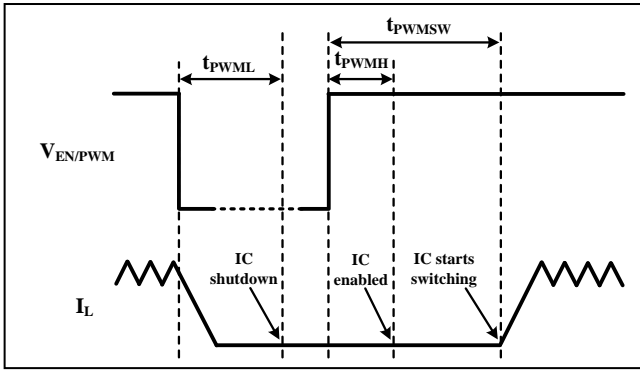 tPWMSW
tPWML
tPWMH
VEN/PWM
IC
shutdown
IC
enabled
IC starts
switching
IL